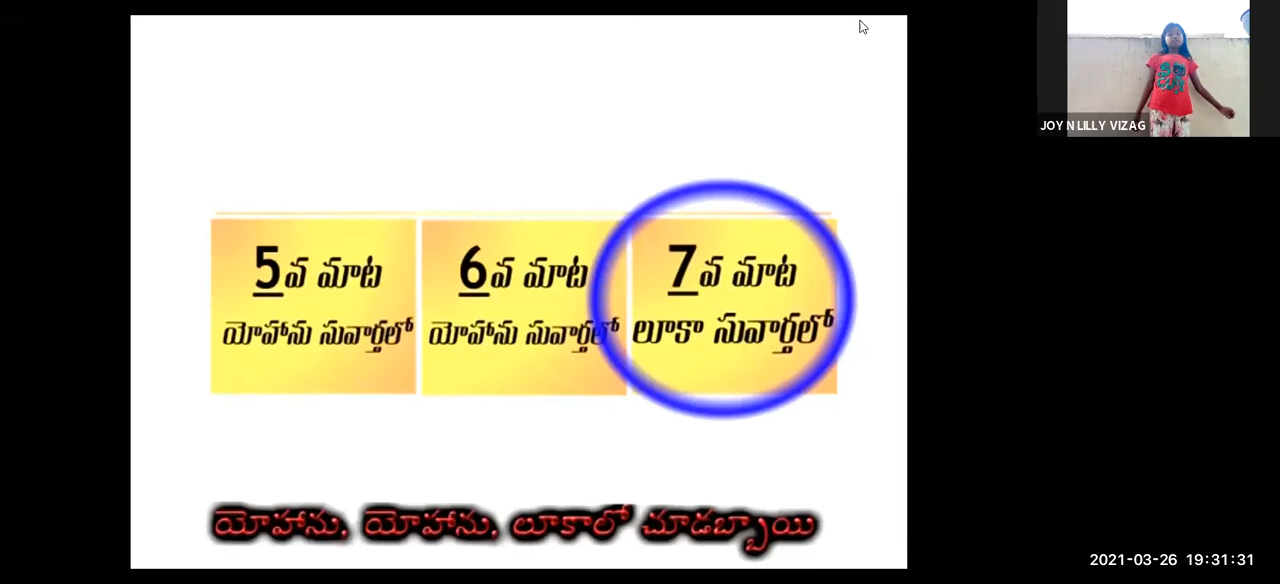 5వ మాట
యోహాను సువార్తలో
6వ మాట
యోహాను సువార్తలో
7వ మాట
లూకా సువార్తలో
యోహాను, యోహాను, లూకాలో చూడబ్బాయి
JOY N LILLY VIZAG
2021-03-26 19:31:31